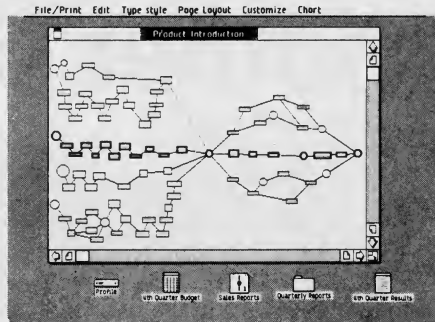 File/Print Edit Type style Page Layout Customize Chart
Product Introduction
Profile
4th Quarter Budget
Sales Reports
Quarterly Reports
4th Quarter Results